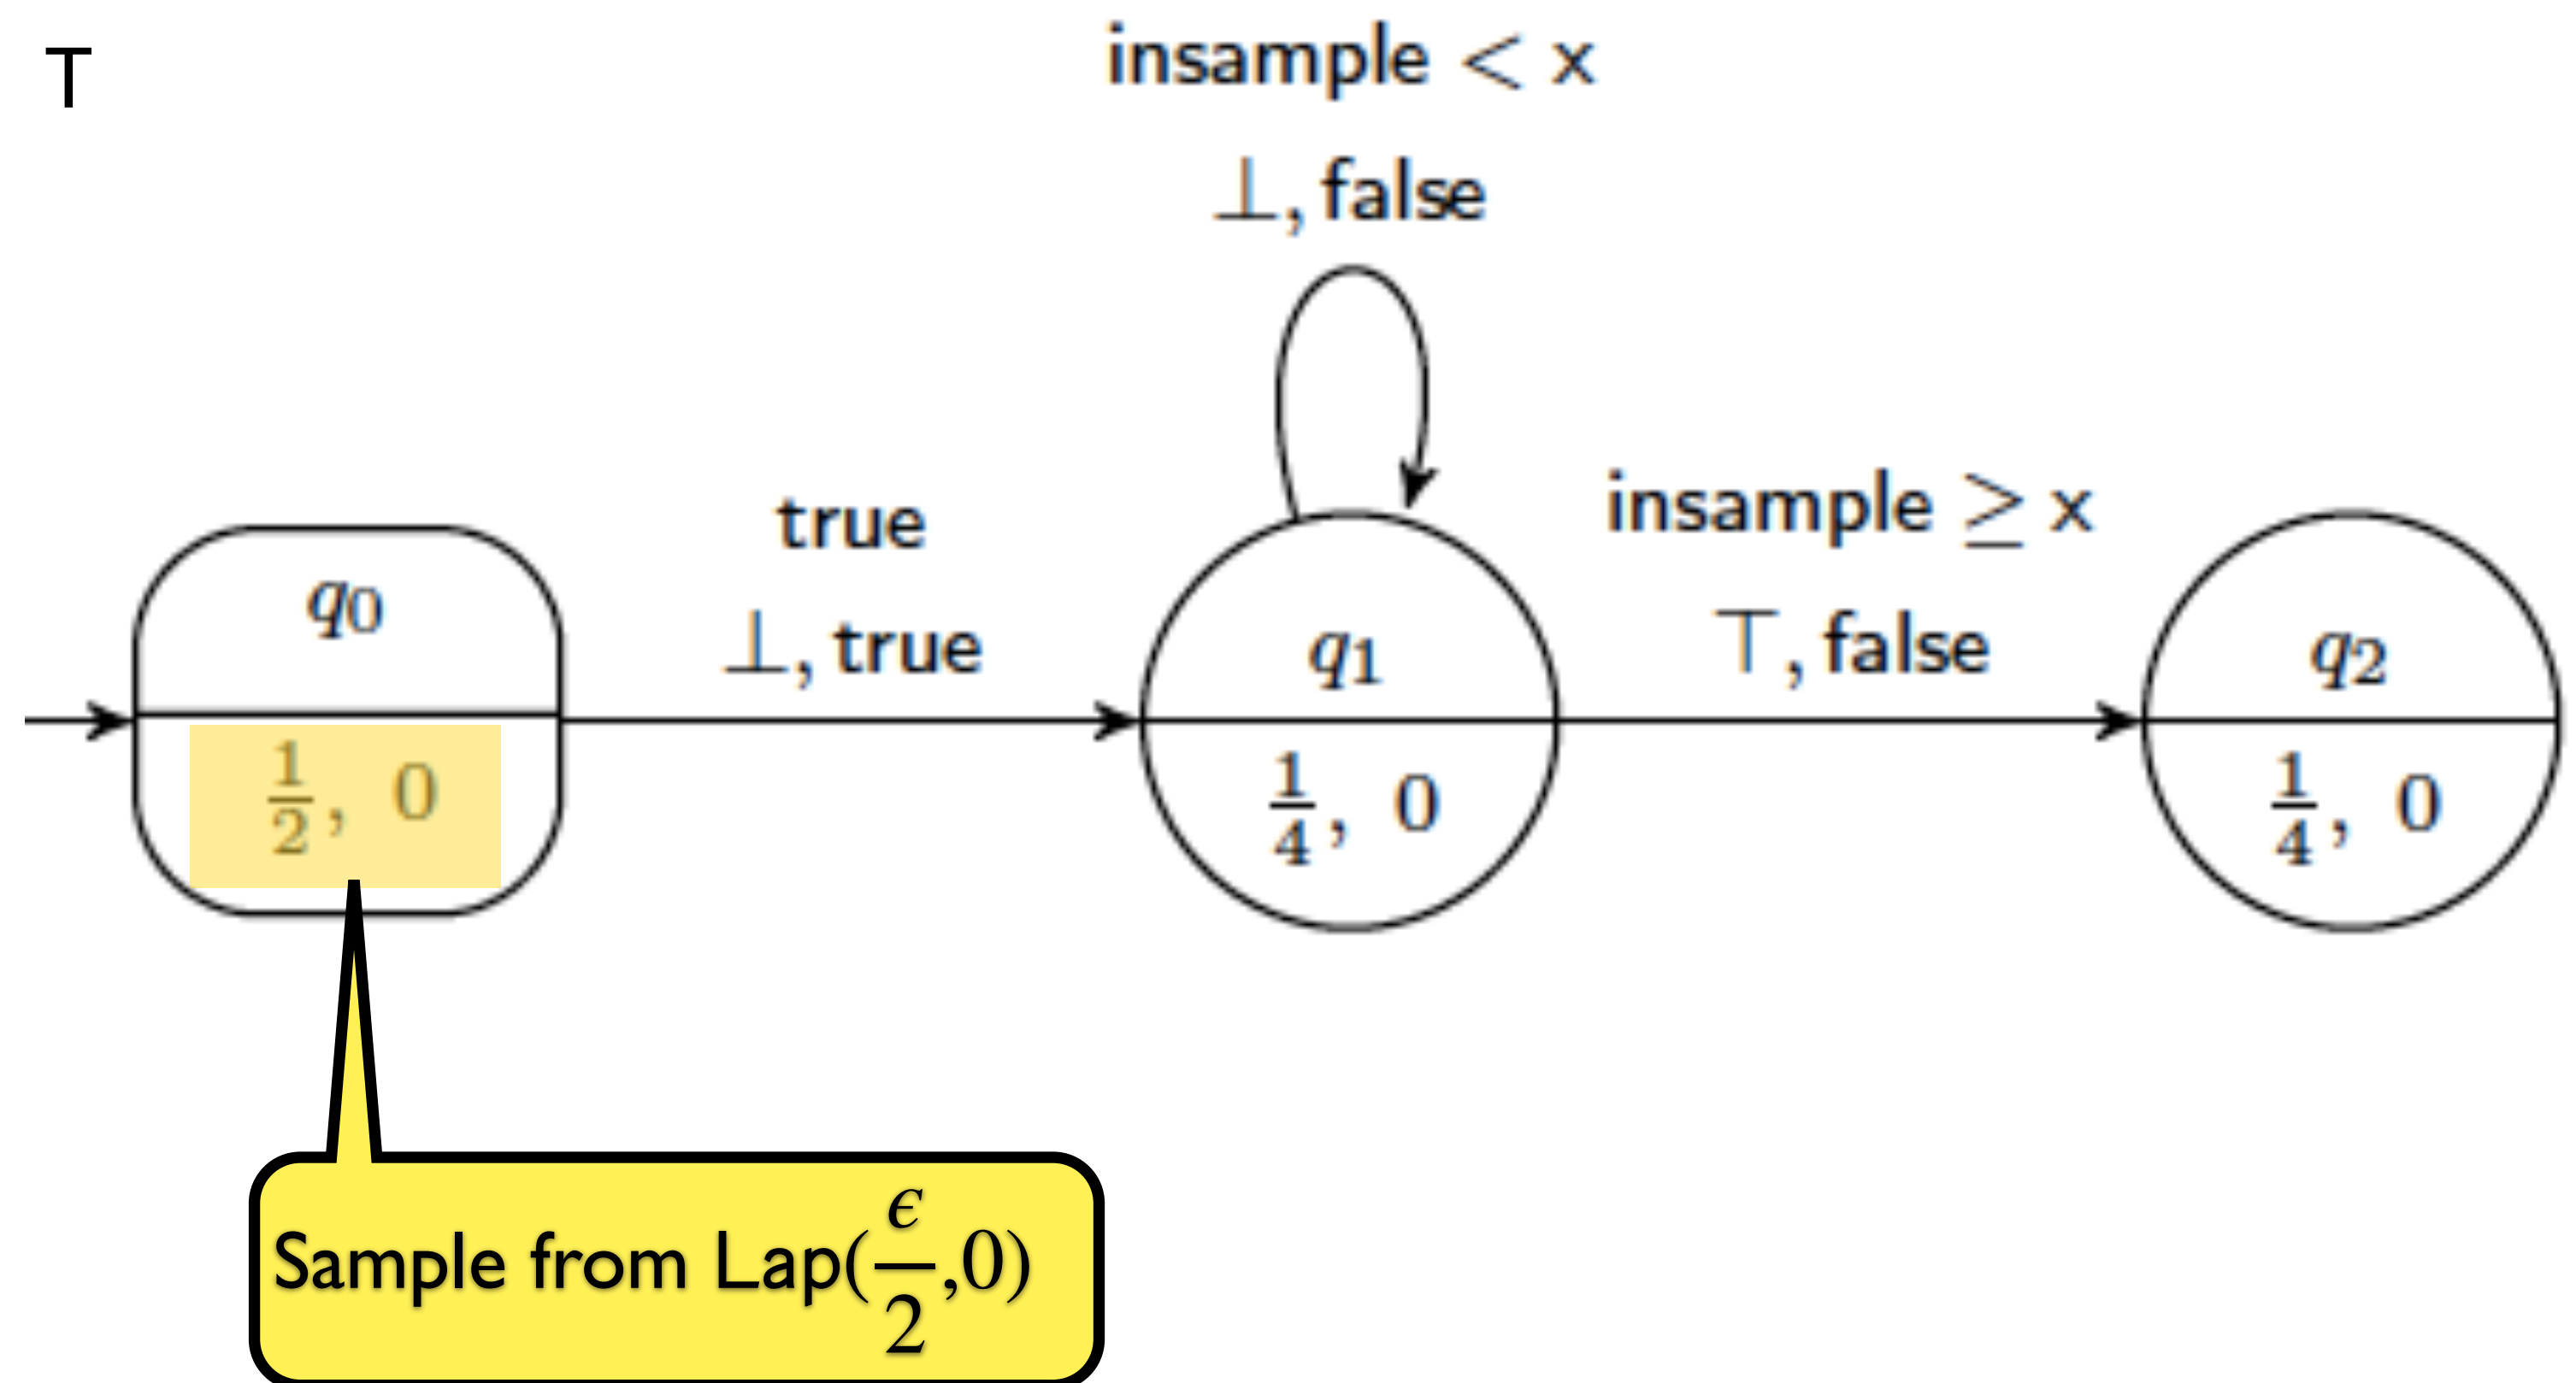 T
insample < x
⊥, false
true
⊥, true
insample ≥ x
⊤, false
q₀
½, 0
q₁
¼, 0
q₂
¼, 0
Sample from Lap(ϵ/2,0)